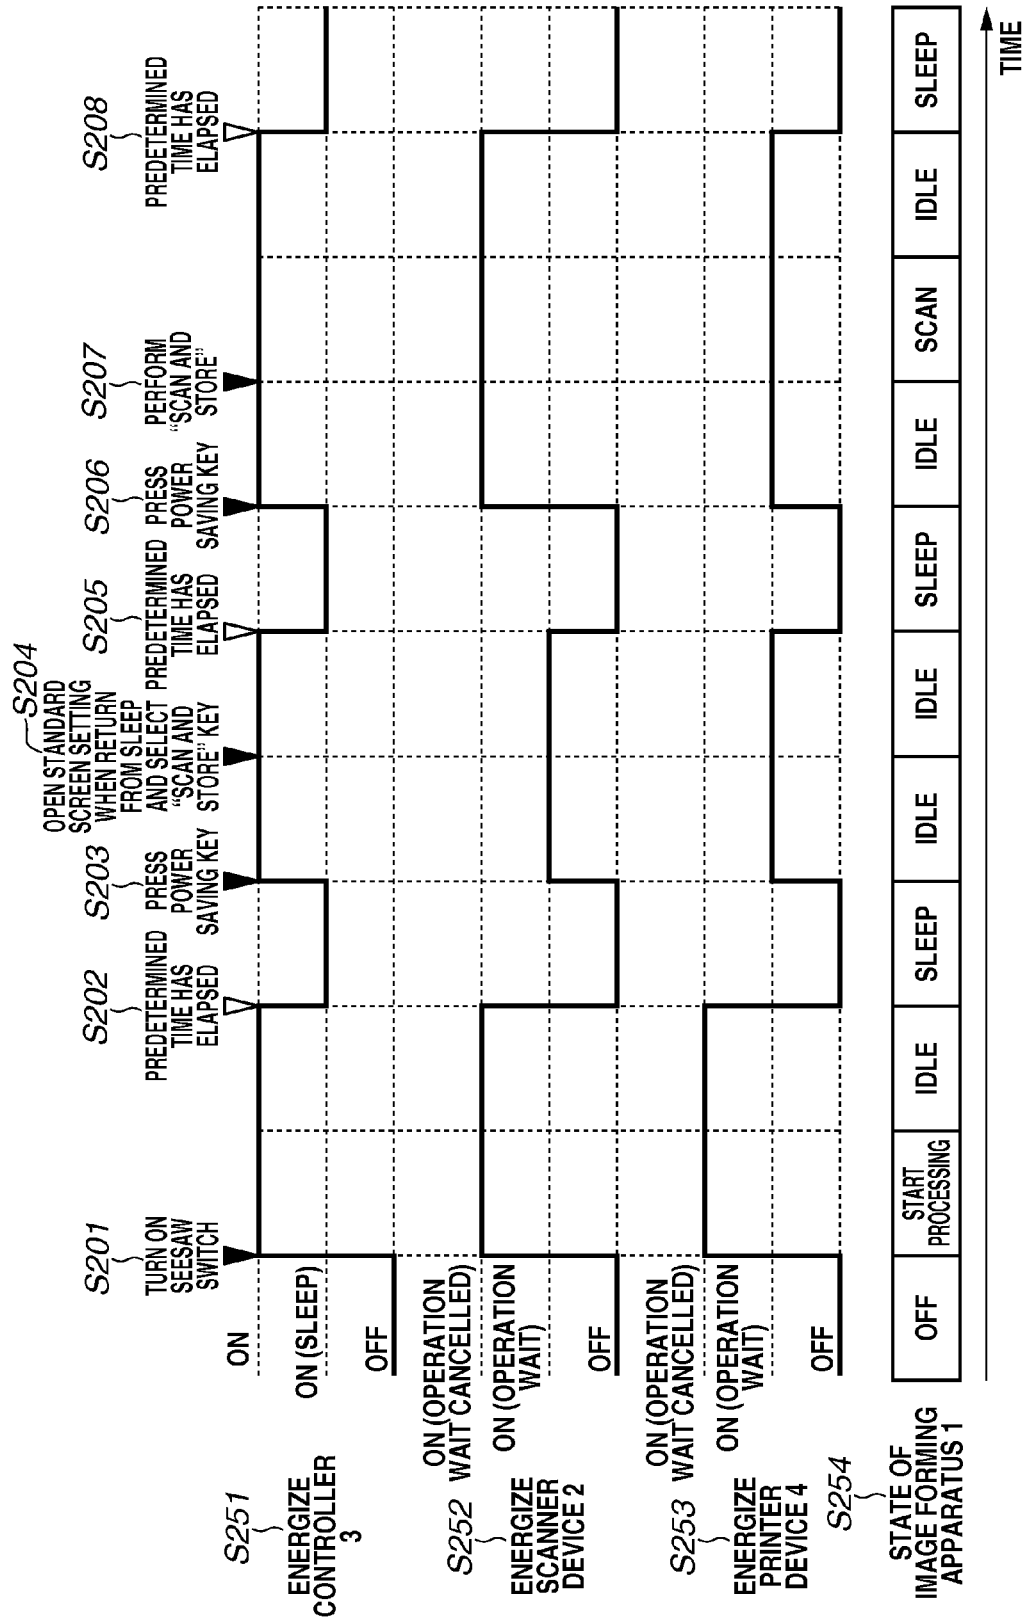 S201
TURN ON
SEESAW
SWITCH
S202
PREDETERMINED
TIME HAS
ELAPSED
S203
PRESS
POWER
SAVING KEY
S204
OPEN STANDARD
SCREEN SETTING
WHEN RETURN
FROM SLEEP
AND SELECT
"SCAN AND
STORE" KEY
S205
PREDETERMINED
TIME HAS
ELAPSED
S206
PRESS
POWER
SAVING KEY
S207
PERFORM
"SCAN AND
STORE"
S208
PREDETERMINED
TIME HAS
ELAPSED
S251
ENERGIZE
CONTROLLER
3
ON
ON (SLEEP)
OFF
S252
ENERGIZE
SCANNER
DEVICE 2
ON (OPERATION
WAIT CANCELLED)
ON (OPERATION
WAIT)
OFF
S253
ENERGIZE
PRINTER
DEVICE 4
ON (OPERATION
WAIT CANCELLED)
ON (OPERATION
WAIT)
OFF
S254
STATE OF
IMAGE FORMING
APPARATUS 1
OFF
START
PROCESSING
IDLE
SLEEP
IDLE
IDLE
SLEEP
IDLE
SCAN
IDLE
SLEEP
TIME